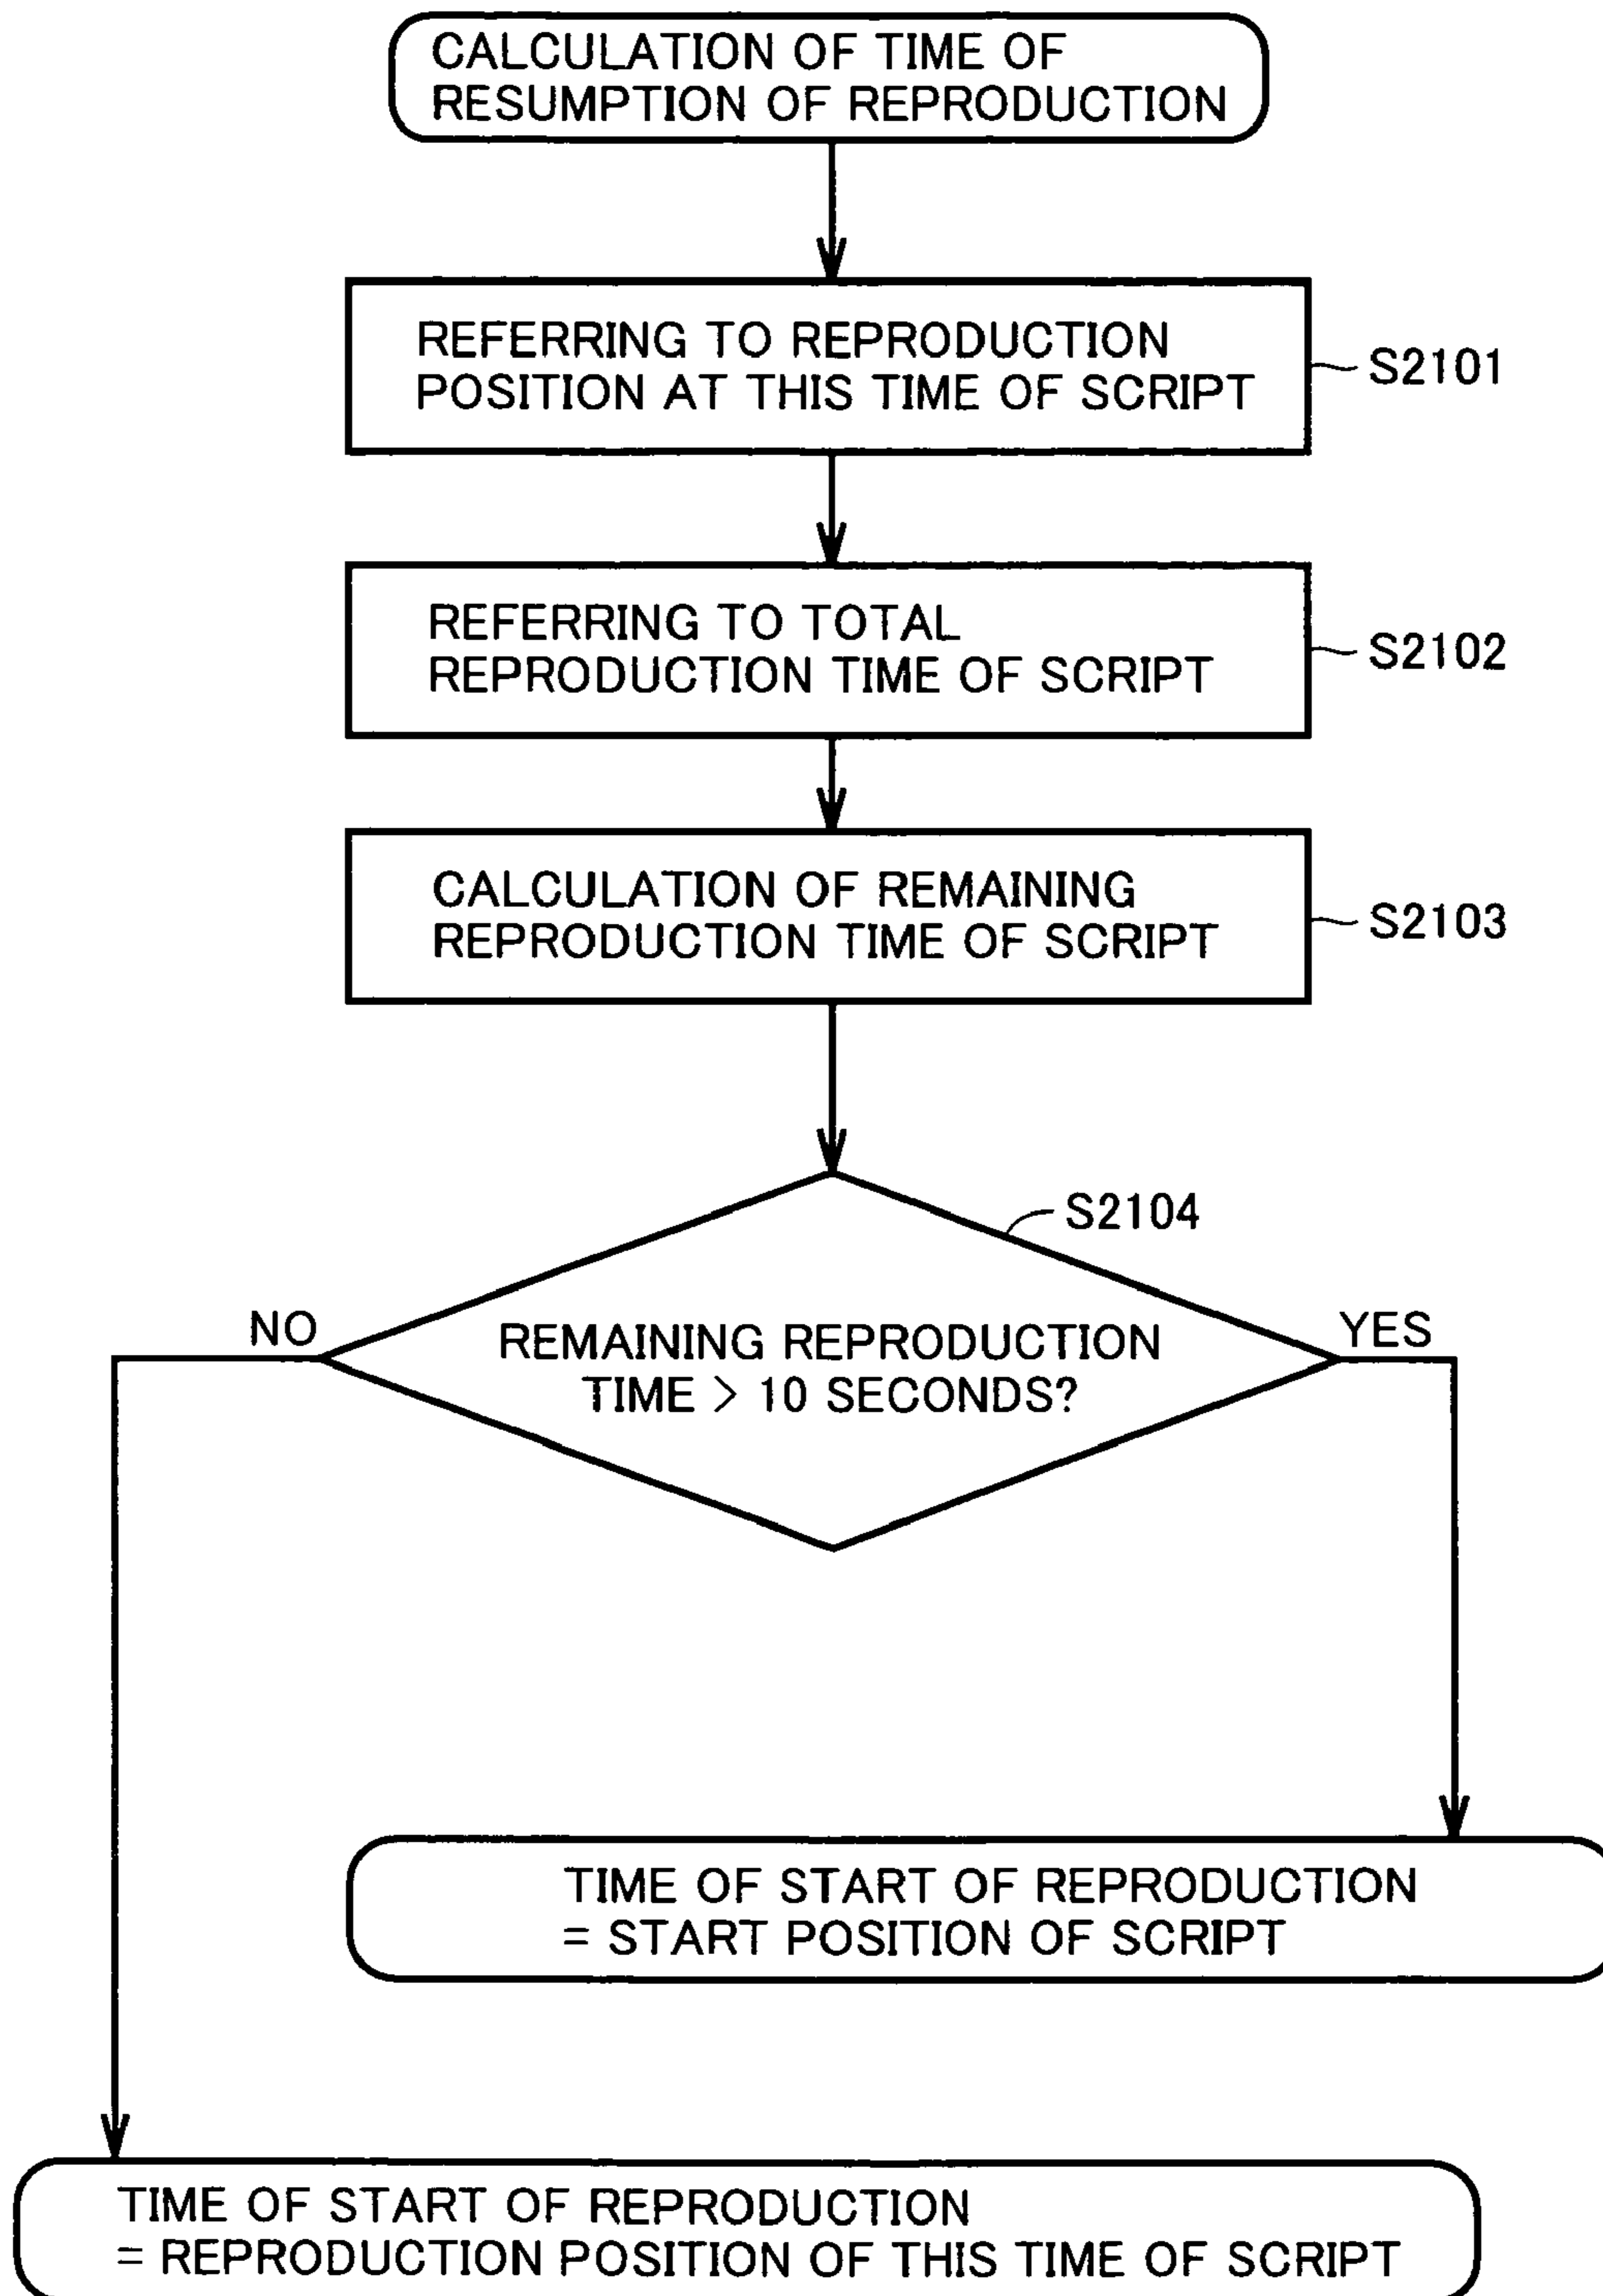 CALCULATION OF TIME OF
RESUMPTION OF REPRODUCTION
REFERRING TO REPRODUCTION
POSITION AT THIS TIME OF SCRIPT
S2101
REFERRING TO TOTAL
REPRODUCTION TIME OF SCRIPT
S2102
CALCULATION OF REMAINING
REPRODUCTION TIME OF SCRIPT
S2103
S2104
NO
REMAINING REPRODUCTION
TIME > 10 SECONDS?
YES
TIME OF START OF REPRODUCTION
= START POSITION OF SCRIPT
TIME OF START OF REPRODUCTION
= REPRODUCTION POSITION OF THIS TIME OF SCRIPT